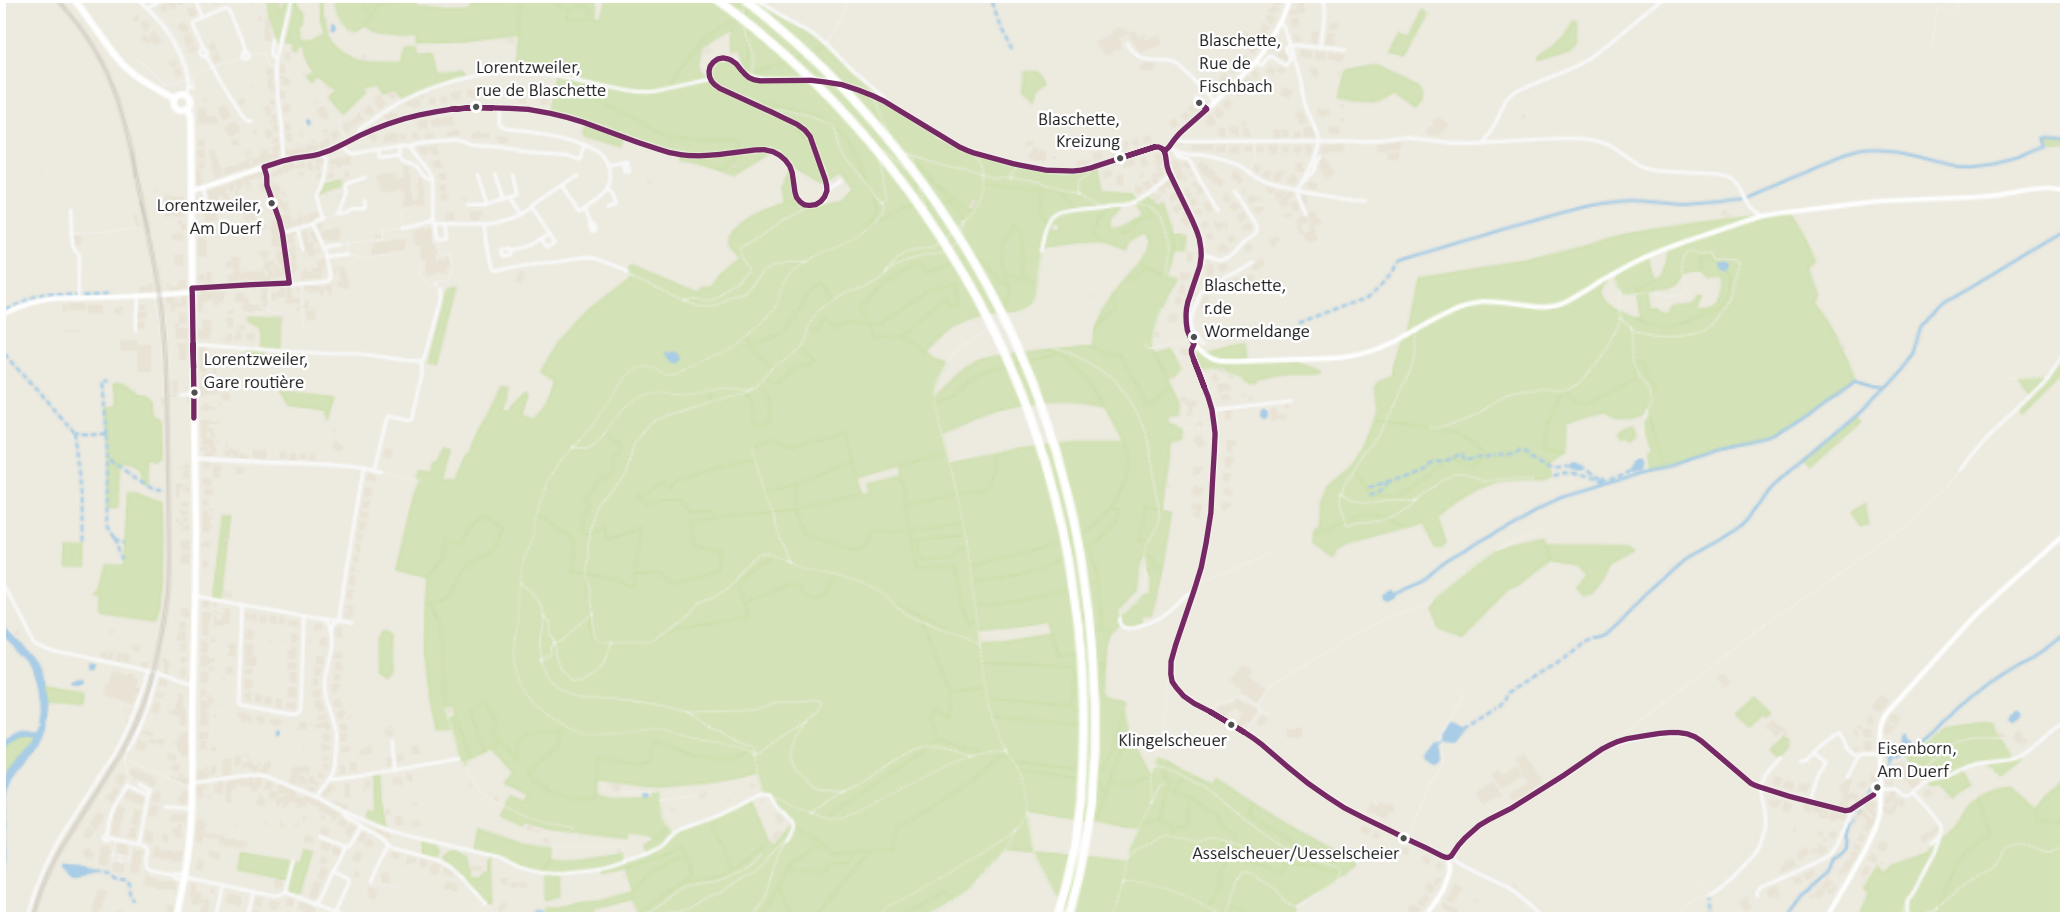 Blaschette,
Rue de
Fischbach
Lorentzweiler,
rue de Blaschette
Blaschette,
Kreizung
Lorentzweiler,
Am Duerf
Blaschette,
r.de
Wormeldange
Lorentzweiler,
Gare routière
Klingelscheuer
Eisenborn,
Am Duerf
Asselscheuer/Uesselscheier